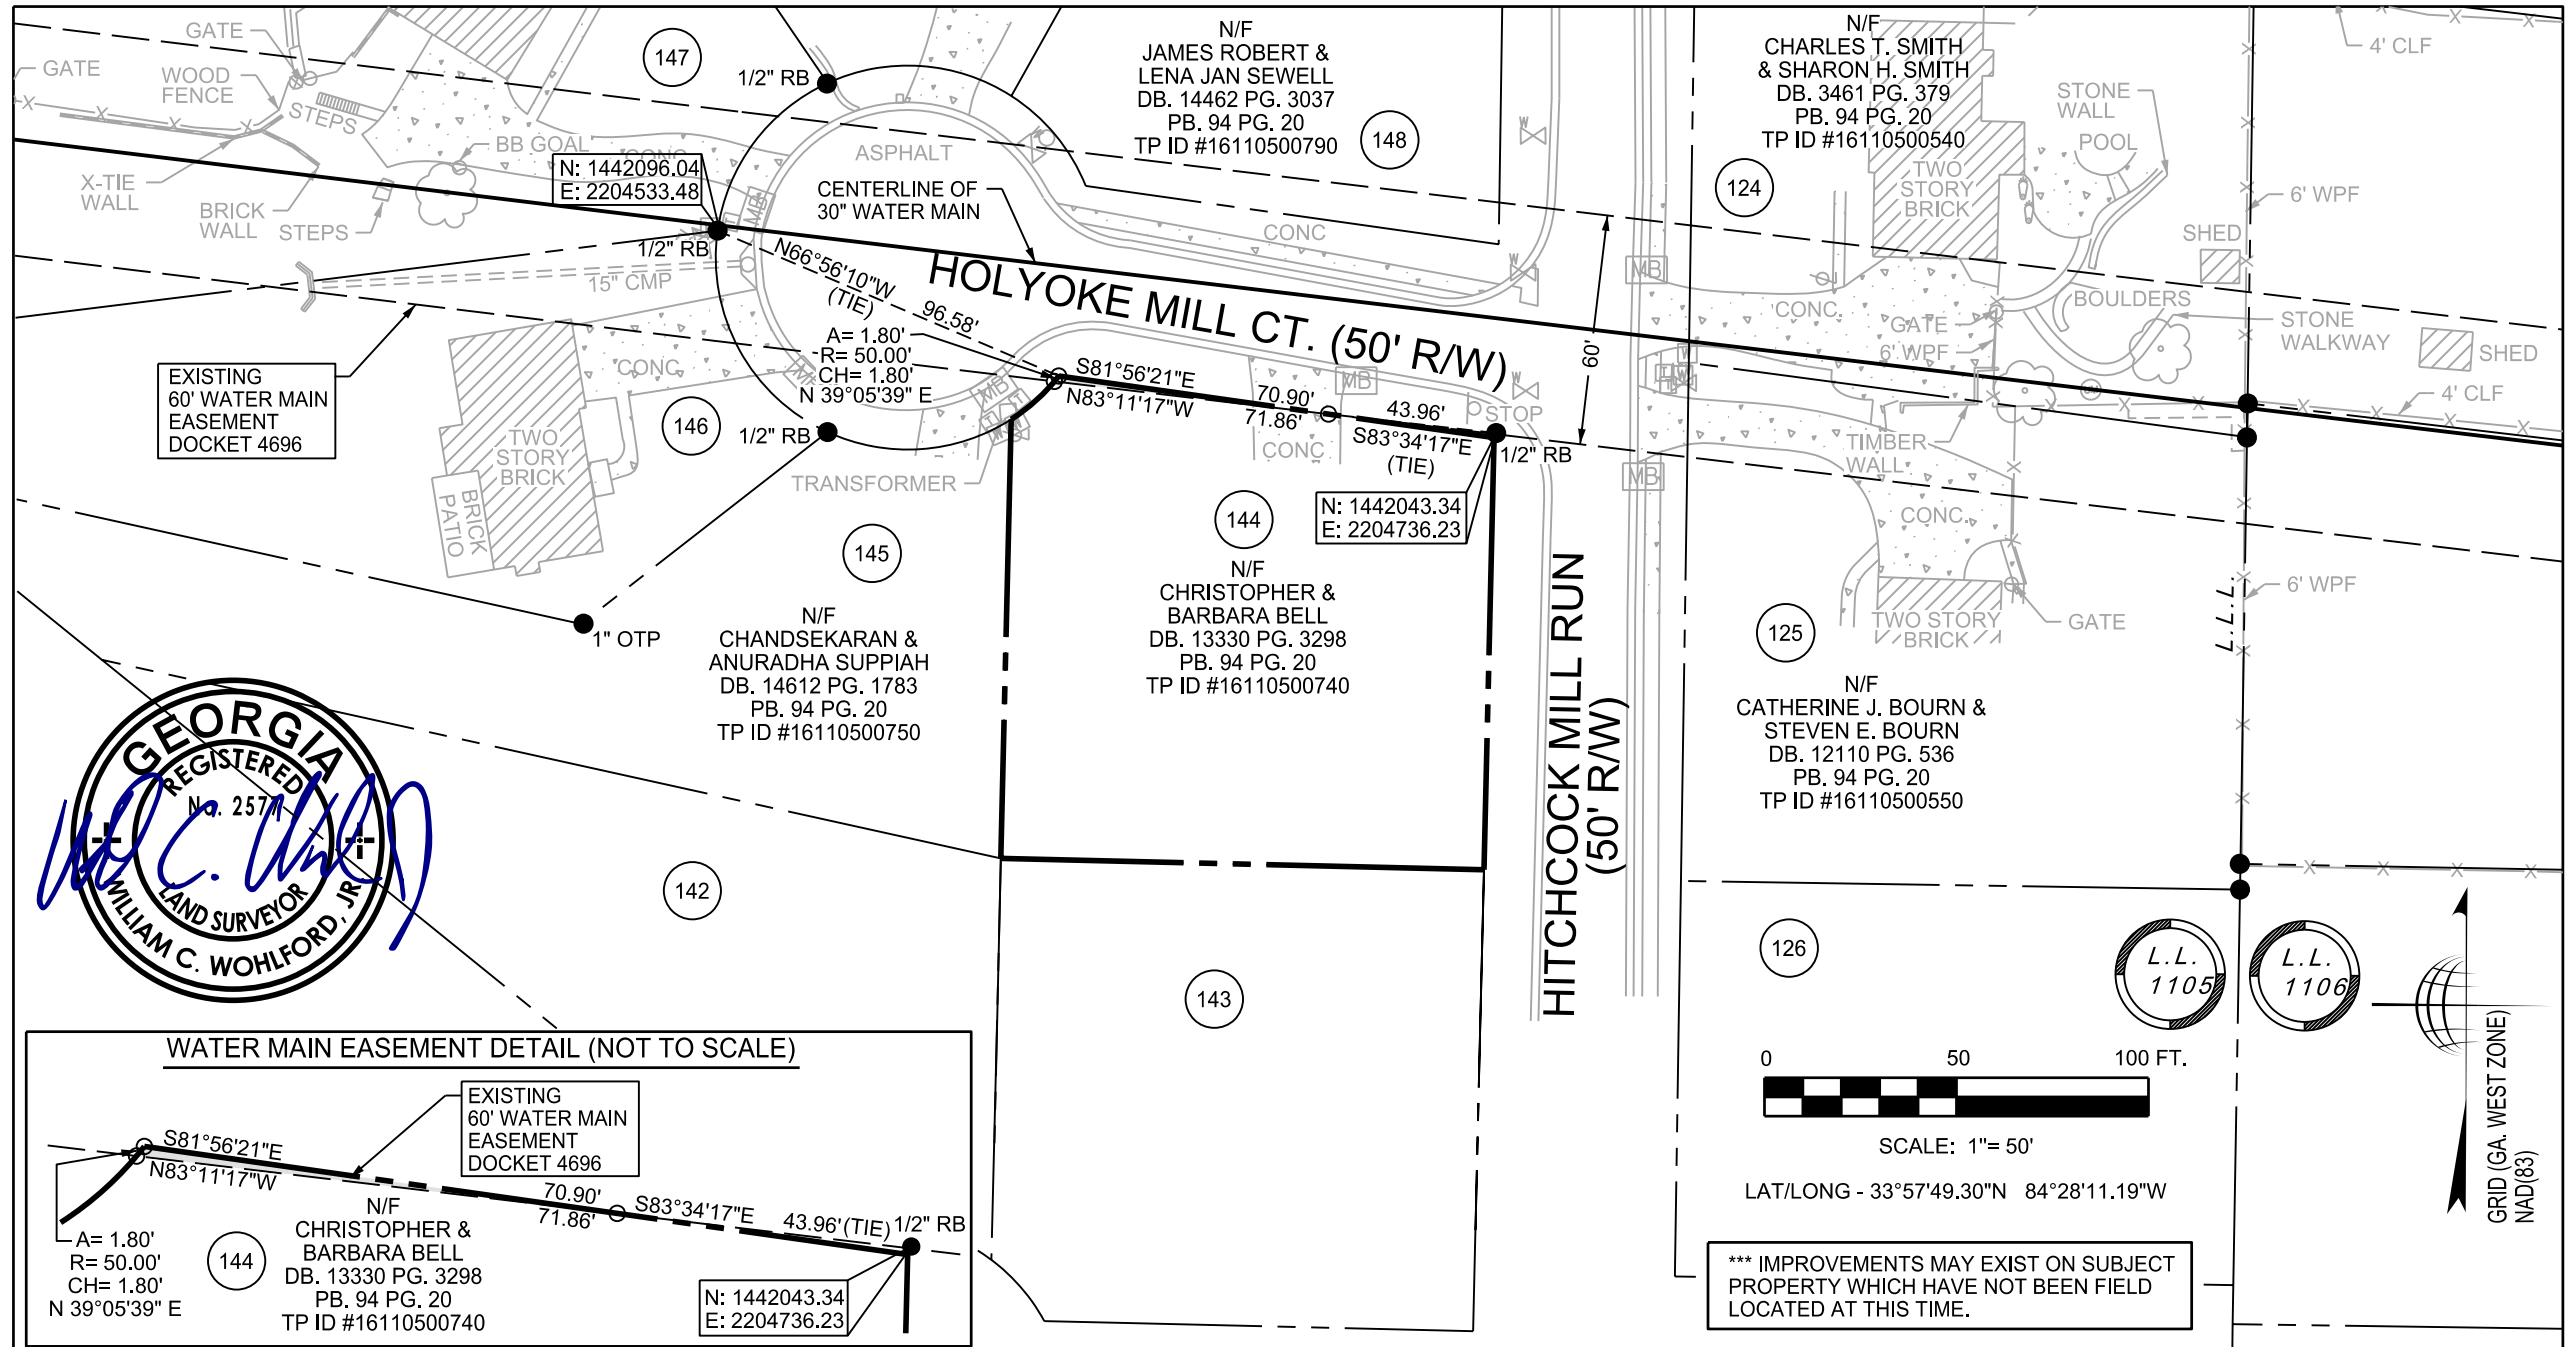 GATE
GATE
WOOD
FENCE
STEPS
X-TIE
WALL
BRICK
WALL
STEPS
BB GOAL
CONC
147
1/2" RB
N: 1442096.04
E: 2204533.48
1/2" RB
MB
ASPHALT
CENTERLINE OF
30" WATER MAIN
N/F
JAMES ROBERT &
LENA JAN SEWELL
DB. 14462 PG. 3037
PB. 94 PG. 20
TP ID #16110500790
148
W
CONC
W
N/F
CHARLES T. SMITH
& SHARON H. SMITH
DB. 3461 PG. 379
PB. 94 PG. 20
TP ID #16110500540
124
TWO
STORY
BRICK
STONE
WALL
POOL
4' CLF
6' WPF
SHED
BOULDERS
STONE
WALKWAY
SHED
4' CLF
GATE
6' WPF
CONC.
MB
60'
15" CMP
N66°56'10"W
(TIE)
96.58'
HOLYOKE MILL CT. (50' R/W)
A= 1.80'
R= 50.00'
CH= 1.80'
N 39°05'39" E
S81°56'21"E
N83°11'17"W
70.90'
71.86'
43.96'
S83°34'17"E
(TIE)
MB
W
STOP
1/2" RB
CONC
MB
EXISTING
60' WATER MAIN
EASEMENT
DOCKET 4696
CONC
TWO
STORY
BRICK
BRICK
PATIO
146
1/2" RB
TRANSFORMER
145
144
N: 1442043.34
E: 2204736.23
TIMBER
WALL
MB
CONC.
TWO STORY
BRICK
GATE
6' WPF
L.L.L.
1" OTP
N/F
CHANDSEKARAN &
ANURADHA SUPPIAH
DB. 14612 PG. 1783
PB. 94 PG. 20
TP ID #16110500750
N/F
CHRISTOPHER &
BARBARA BELL
DB. 13330 PG. 3298
PB. 94 PG. 20
TP ID #16110500740
HITCHCOCK MILL RUN
(50' R/W)
125
N/F
CATHERINE J. BOURN &
STEVEN E. BOURN
DB. 12110 PG. 536
PB. 94 PG. 20
TP ID #16110500550
GEORGIA
REGISTERED
No. 2577
LAND SURVEYOR
WILLIAM C. WOHLFORD, JR.
142
143
126
L.L.
1105
L.L.
1106
0 50 100 FT.
SCALE: 1"= 50'
LAT/LONG - 33°57'49.30"N 84°28'11.19"W
GRID (GA. WEST ZONE)
NAD(83)
*** IMPROVEMENTS MAY EXIST ON SUBJECT
PROPERTY WHICH HAVE NOT BEEN FIELD
LOCATED AT THIS TIME.
WATER MAIN EASEMENT DETAIL (NOT TO SCALE)
EXISTING
60' WATER MAIN
EASEMENT
DOCKET 4696
S81°56'21"E
N83°11'17"W
70.90'
71.86'
S83°34'17"E
43.96'(TIE)
1/2" RB
A= 1.80'
R= 50.00'
CH= 1.80'
N 39°05'39" E
144
N/F
CHRISTOPHER &
BARBARA BELL
DB. 13330 PG. 3298
PB. 94 PG. 20
TP ID #16110500740
N: 1442043.34
E: 2204736.23